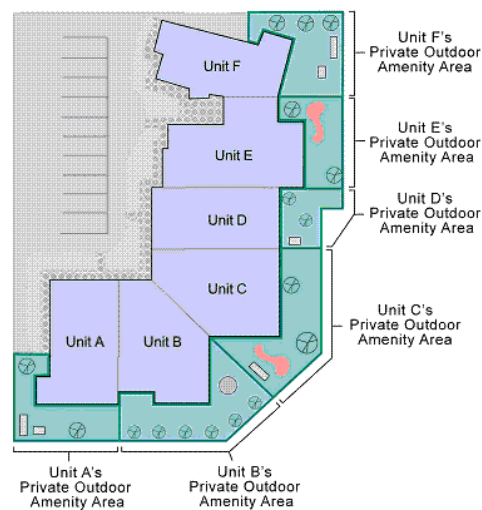 Unit F's
Private Outdoor
Amenity Area
Unit F
Unit E's
Private Outdoor
Amenity Area
Unit E
Unit D's
Private Outdoor
Amenity Area
Unit D
Unit C
Unit C's
Private Outdoor
Amenity Area
Unit A
Unit B
Unit A's
Private Outdoor
Amenity Area
Unit B's
Private Outdoor
Amenity Area